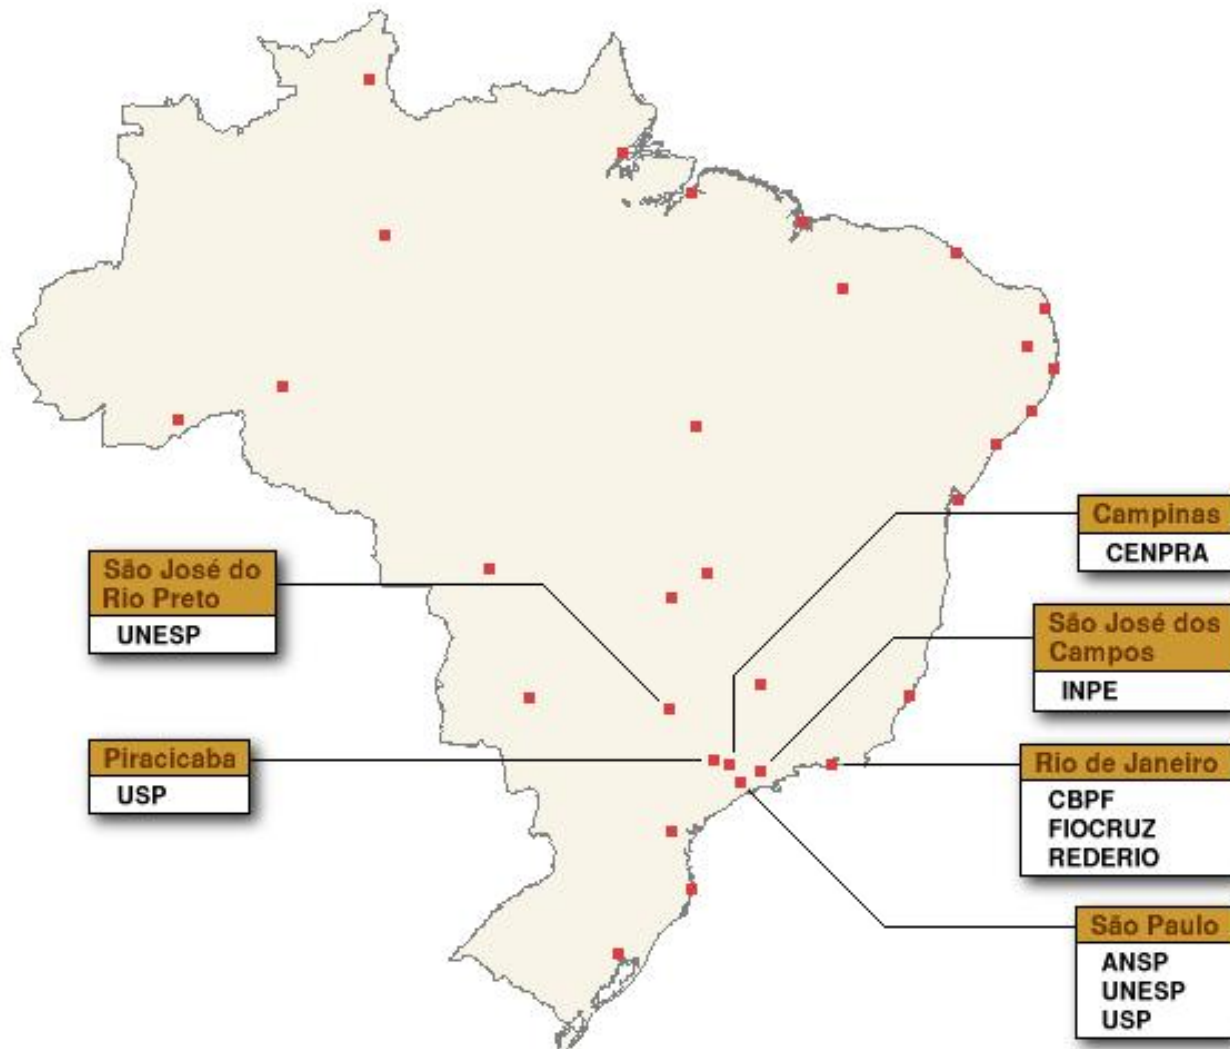 Campinas
CENPRA
São José do
Rio Preto
UNESP
São José dos
Campos
INPE
Piracicaba
USP
Rio de Janeiro
CBPF
FIOCRUZ
REDERIO
São Paulo
ANSP
UNESP
USP